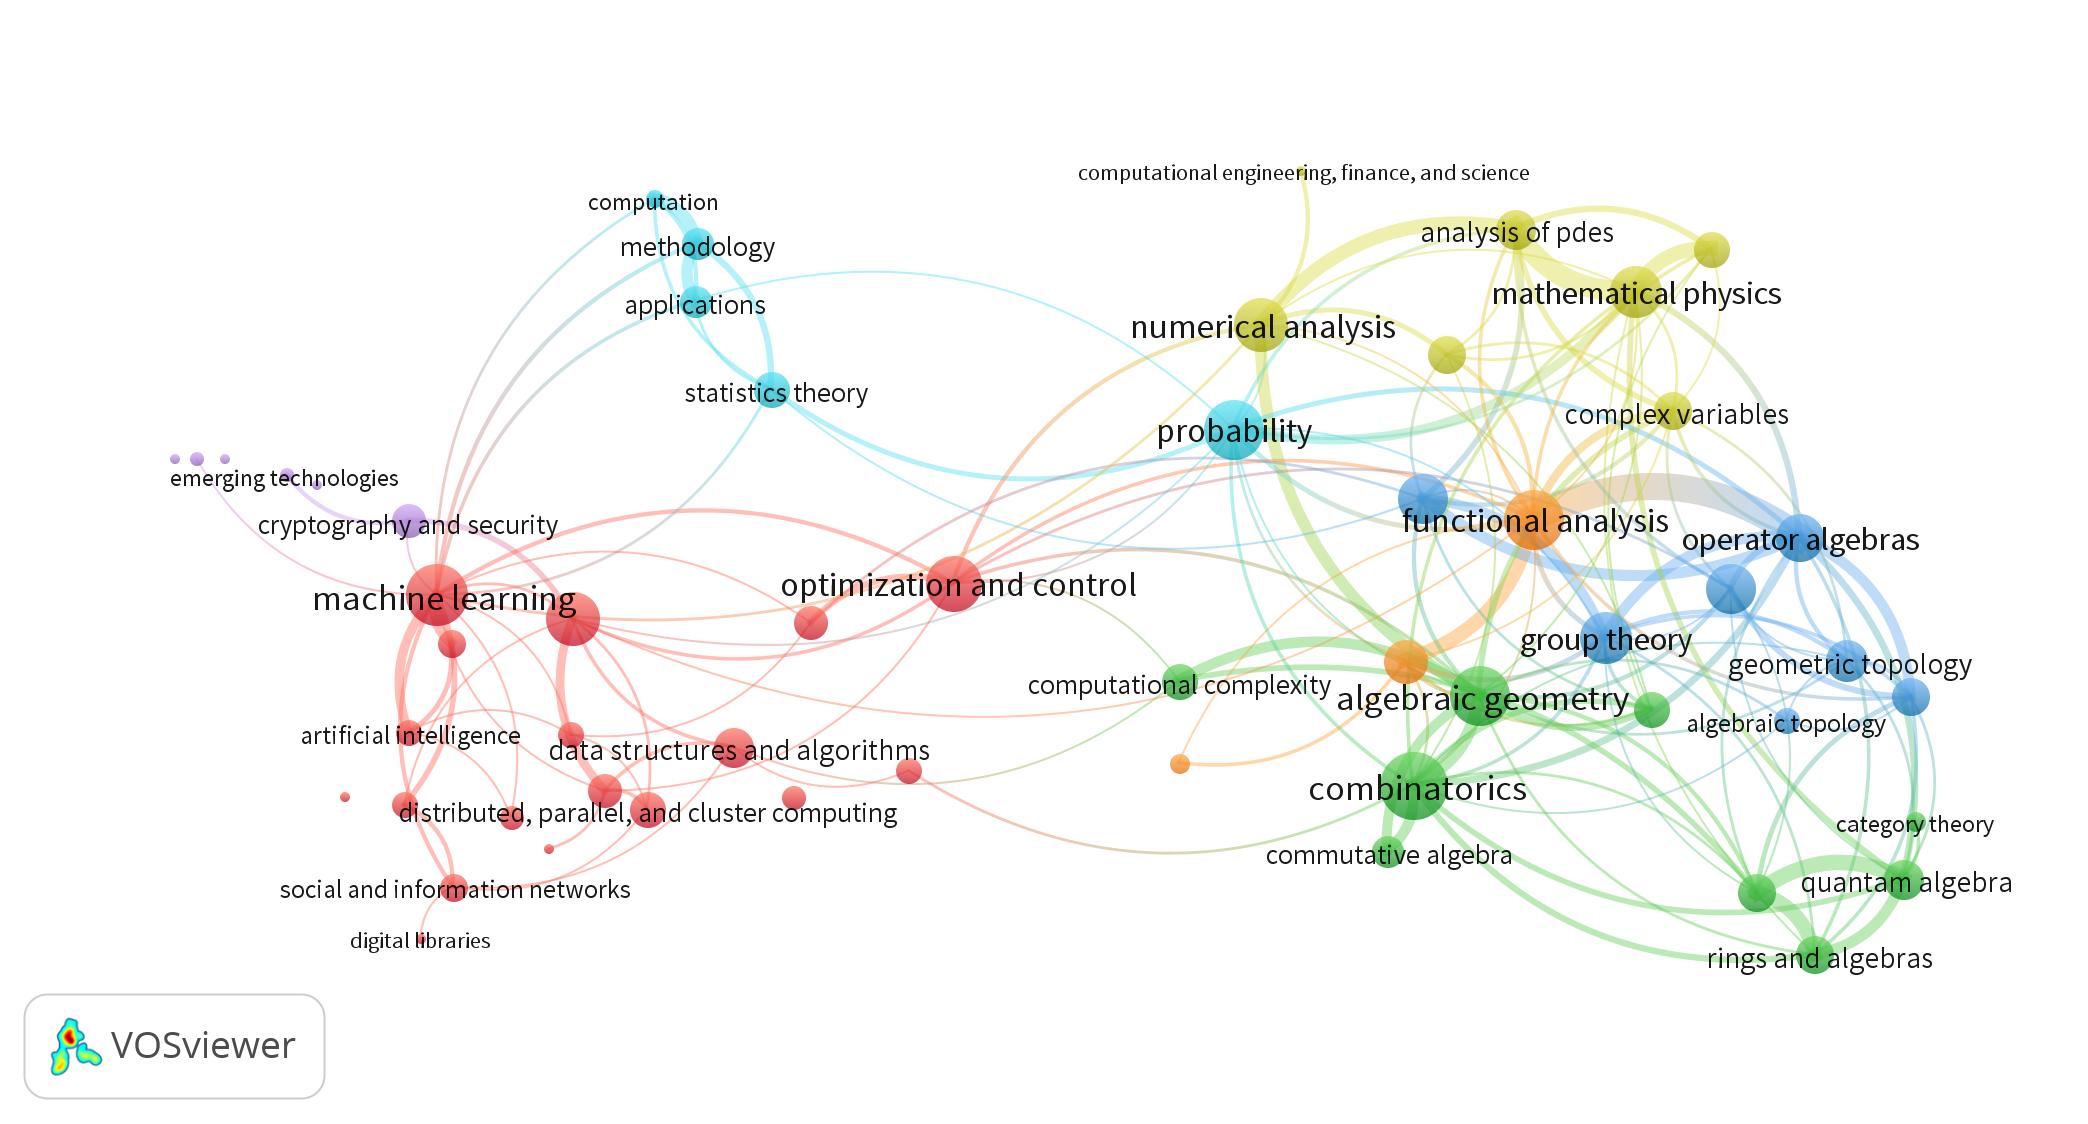 computational engineering, finance, and science
computation
analysis of pdes
methodology
mathematical physics
applications
numerical analysis
statistics theory
complex variables
probability
emerging technologies
cryptography and security
functional analysis
operator algebras
machine learning
optimization and control
group theory
geometric topology
computational complexity
algebraic geometry
algebraic topology
artificial intelligence
data structures and algorithms
combinatorics
distributed, parallel, and cluster computing
category theory
commutative algebra
quantam algebra
social and information networks
digital libraries
rings and algebras
VOSviewer